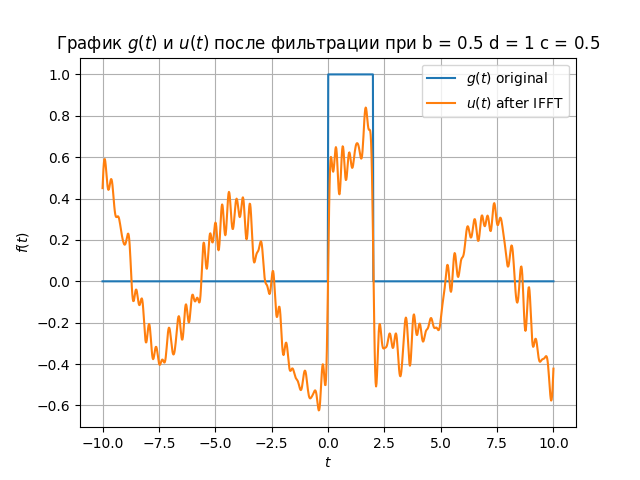 График g(t) и u(t) после фильтрации при b = 0.5 d = 1 c = 0.5
g(t) original
u(t) after IFFT
f(t)
1.0
0.8
0.6
0.4
0.2
0.0
−0.2
−0.4
−0.6
−10.0 −7.5 −5.0 −2.5 0.0 2.5 5.0 7.5 10.0
t